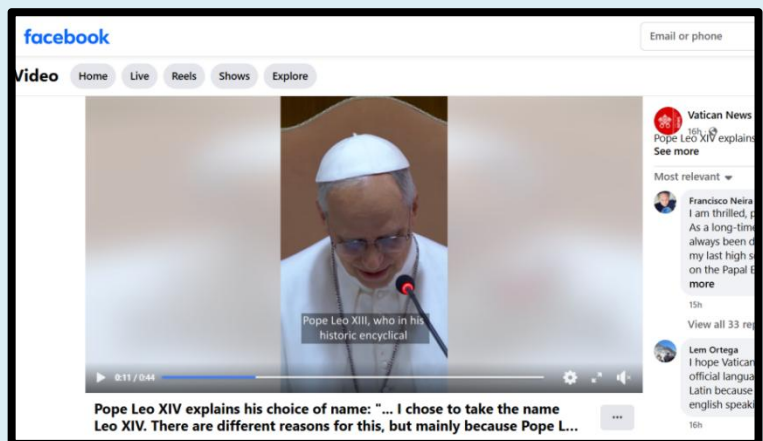 facebook
Email or phone
Video Home Live Reels Shows Explore
Pope Leo XIII, who in his
historic encyclical
0:11 / 0:44
Pope Leo XIV explains his choice of name: "... I chose to take the name
Leo XIV. There are different reasons for this, but mainly because Pope L...
Vatican News
16h
Pope Leo XIV explains
See more
Most relevant
Francisco Neira
I am thrilled, p
As a long-time
always been d
my last high s
on the Papal E
more
15h
View all 33 rep
Lem Ortega
I hope Vatican
official langua
Latin because
english speaki
16h